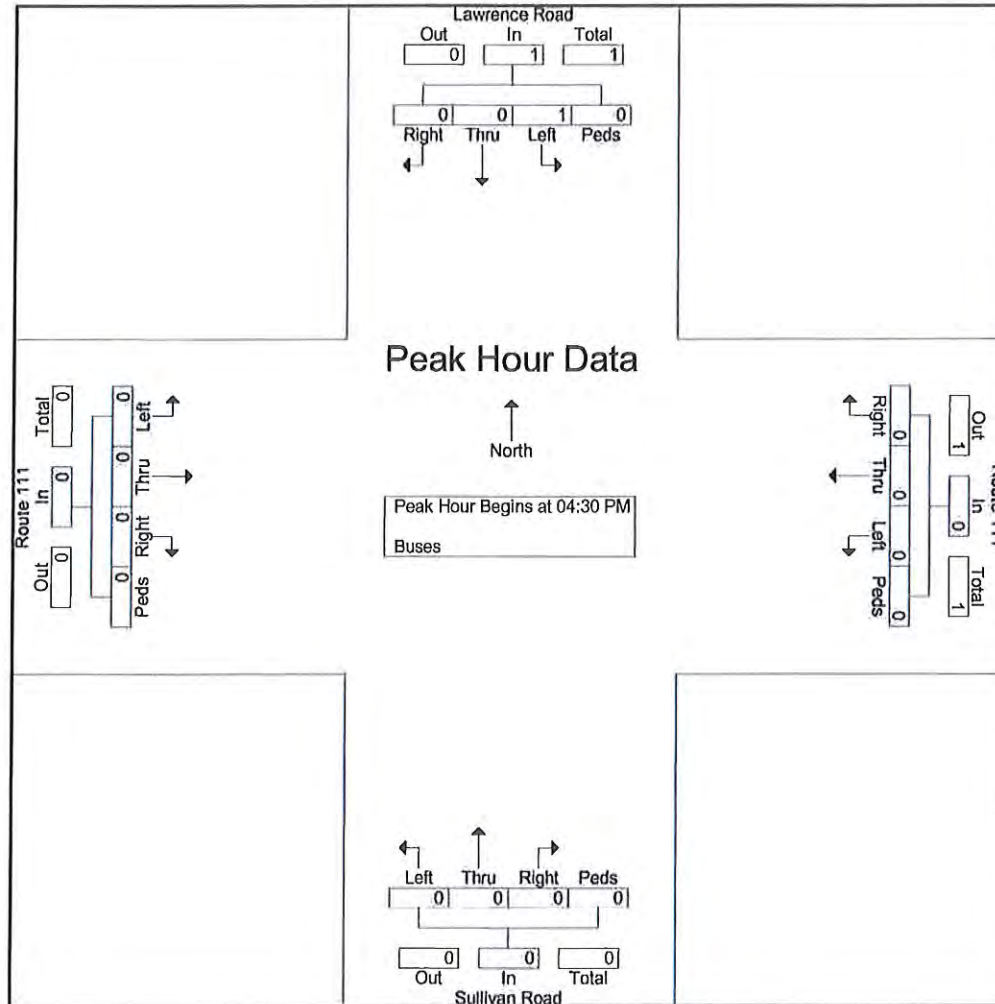 Lawrence Road
Out In Total
0 1 1
0 0 1 0
Right Thru Left Peds
Peak Hour Data
North
Peak Hour Begins at 04:30 PM
Buses
Route 111
Total In Out
0 0 0
0 0 0 0
Left Thru Right Peds
Right Thru Left Peds
0 0 0 0
Out In Total
1 0 1
Left Thru Right Peds
0 0 0 0
0 0 0
Out In Total
Sullivan Road